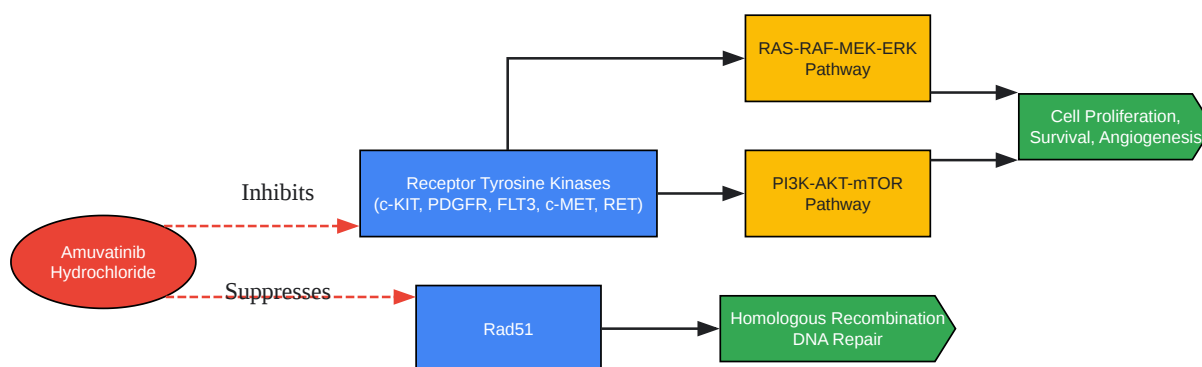 RAS-RAF-MEK-ERK
Pathway
Cell Proliferation,
Survival, Angiogenesis
Inhibits
Receptor Tyrosine Kinases
(c-KIT, PDGFR, FLT3, c-MET, RET)
PI3K-AKT-mTOR
Pathway
Amuvatinib
Hydrochloride
Suppresses
Rad51
Homologous Recombination
DNA Repair